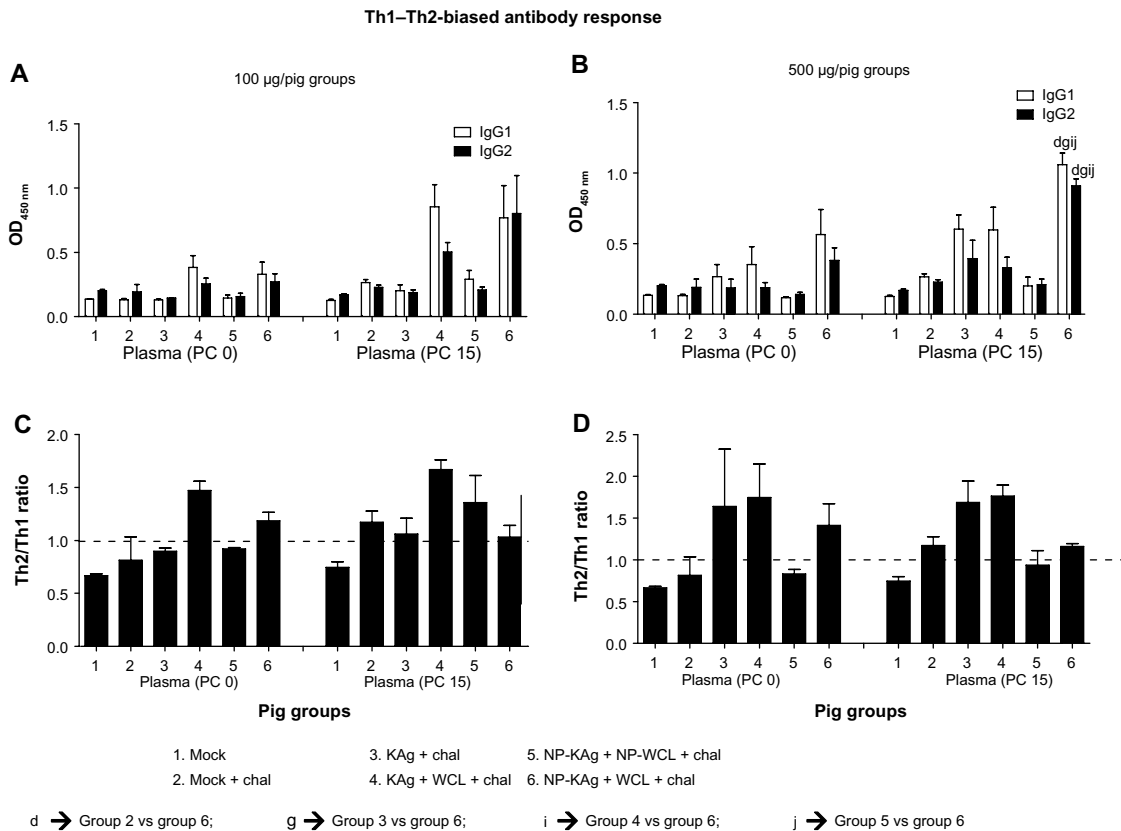 Th1–Th2-biased antibody response
A
100 µg/pig groups
IgG1
IgG2
OD450 nm
1.5
1.0
0.5
0.0
1 2 3 4 5 6 1 2 3 4 5 6
Plasma (PC 0) Plasma (PC 15)
B
500 µg/pig groups
IgG1
IgG2
dgij
dgij
OD450 nm
1.5
1.0
0.5
0.0
1 2 3 4 5 6 1 2 3 4 5 6
Plasma (PC 0) Plasma (PC 15)
C
Th2/Th1 ratio
2.0
1.5
1.0
0.5
0.0
1 2 3 4 5 6 1 2 3 4 5 6
Plasma (PC 0) Plasma (PC 15)
Pig groups
D
Th2/Th1 ratio
2.5
2.0
1.5
1.0
0.5
0.0
1 2 3 4 5 6 1 2 3 4 5 6
Plasma (PC 0) Plasma (PC 15)
Pig groups
1. Mock 3. KAg + chal 5. NP-KAg + NP-WCL + chal
2. Mock + chal 4. KAg + WCL + chal 6. NP-KAg + WCL + chal
d → Group 2 vs group 6; g → Group 3 vs group 6; i → Group 4 vs group 6; j → Group 5 vs group 6